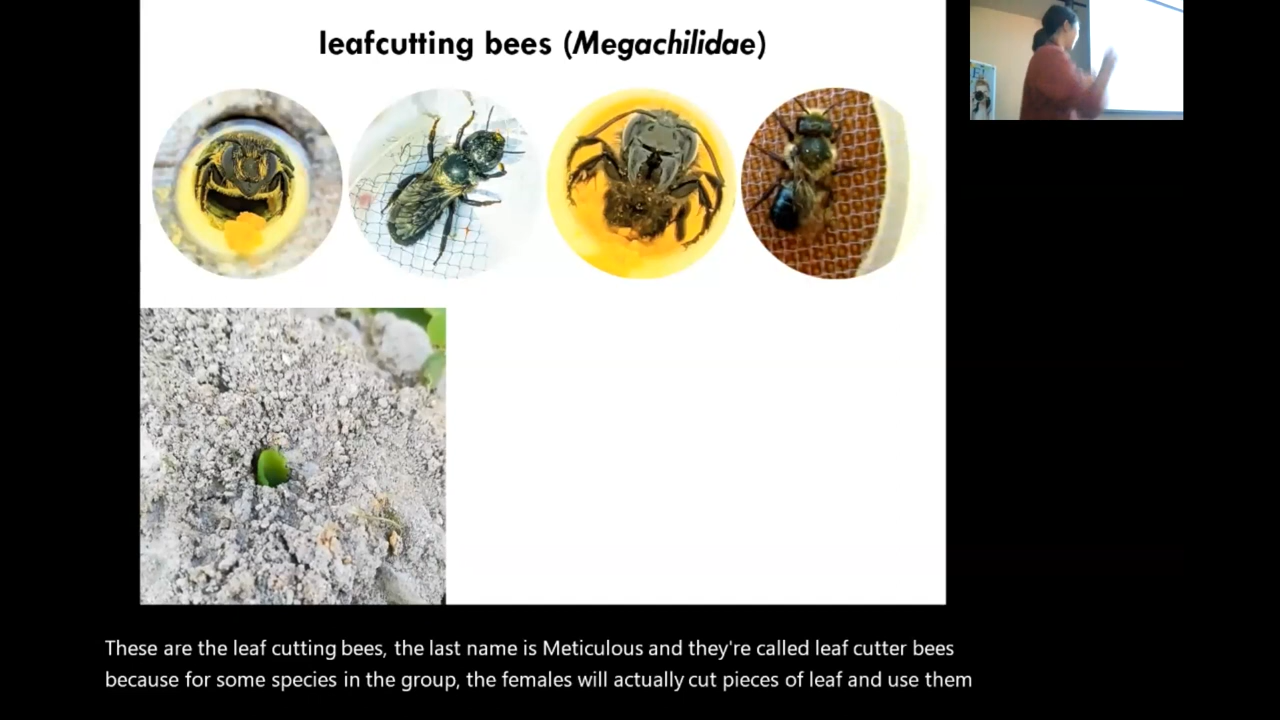 leafcutting bees (Megachilidae)
These are the leaf cutting bees, the last name is Meticulous and they're called leaf cutter bees
because for some species in the group, the females will actually cut pieces of leaf and use them